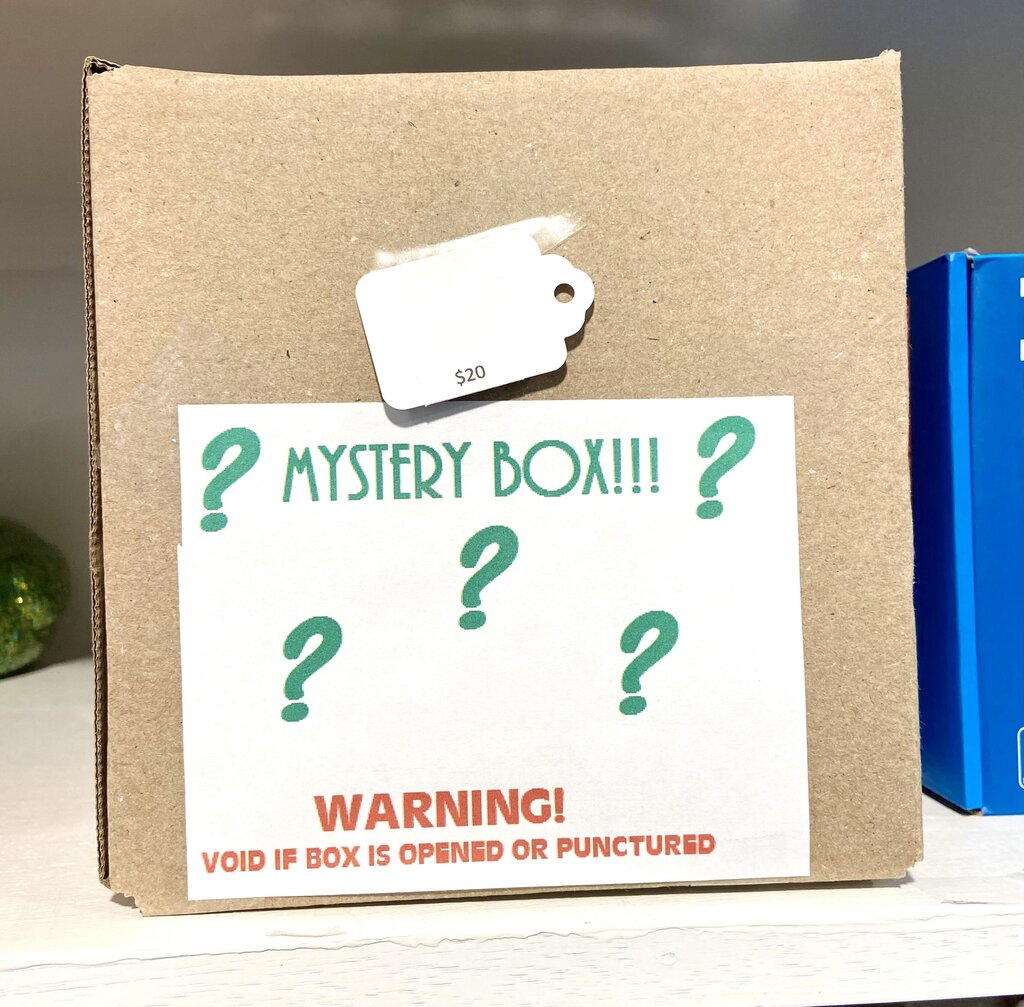 $20
? MYSTERY BOX!!! ?
?
? ?
WARNING!
VOID IF BOX IS OPENED OR PUNCTURED